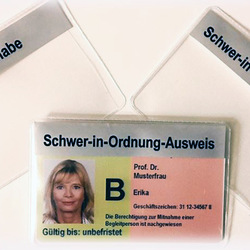 abe
Schwer-in
Schwer-in-Ordnung-Ausweis
Prof. Dr.
Musterfrau
B
Erika
Geschäftszeichen: 31 12-34567 8
Die Berechtigung zur Mitnahme einer
Begleitperson ist nachgewiesen
Gültig bis: unbefristet